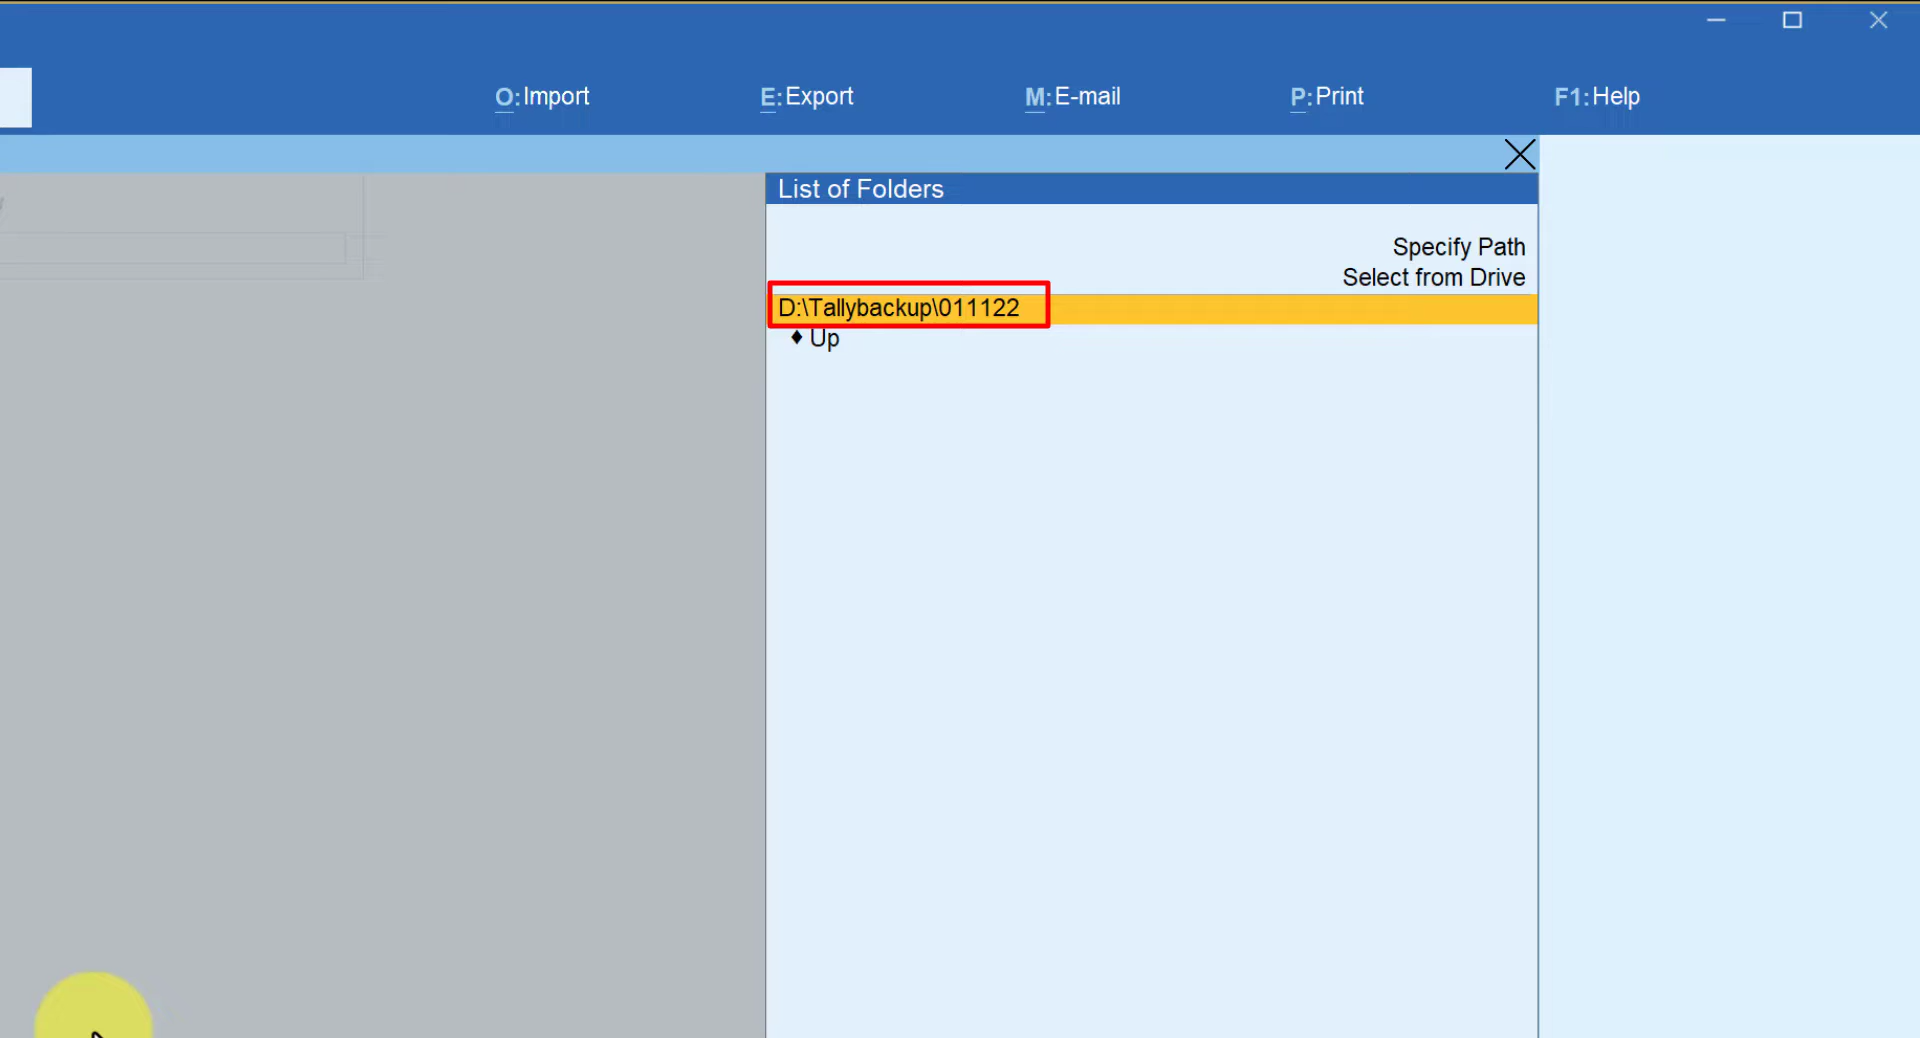 O:Import E:Export M:E-mail P:Print F1:Help
List of Folders
Specify Path
Select from Drive
D:\Tallybackup\011122
♦ Up